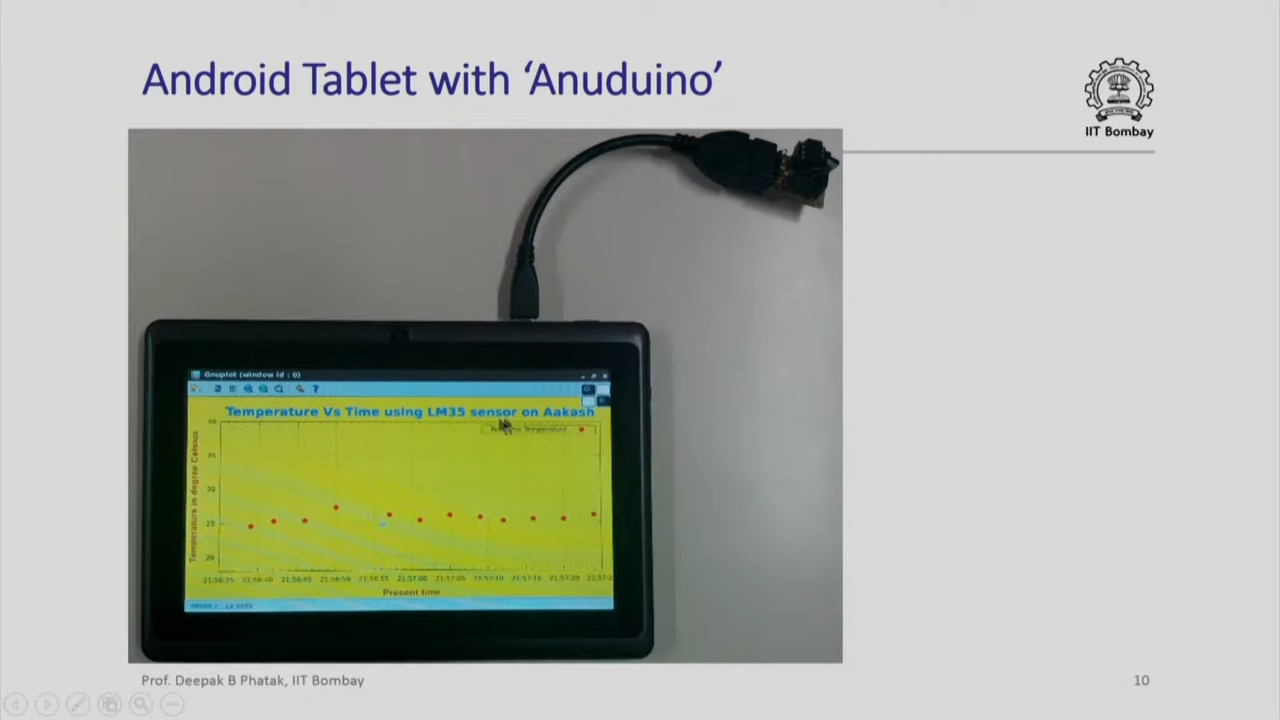 Android Tablet with ‘Anuduino’
IIT Bombay
Gnuplot (window id : 0)
Temperature Vs Time using LM35 sensor on Aakash
Temperature
Temperature in degree Celsius
40
35
30
25
20
21:56:35 21:56:40 21:56:45 21:56:50 21:56:55 21:57:00 21:57:05 21:57:10 21:57:15 21:57:20
Present time
Prof. Deepak B Phatak, IIT Bombay
10